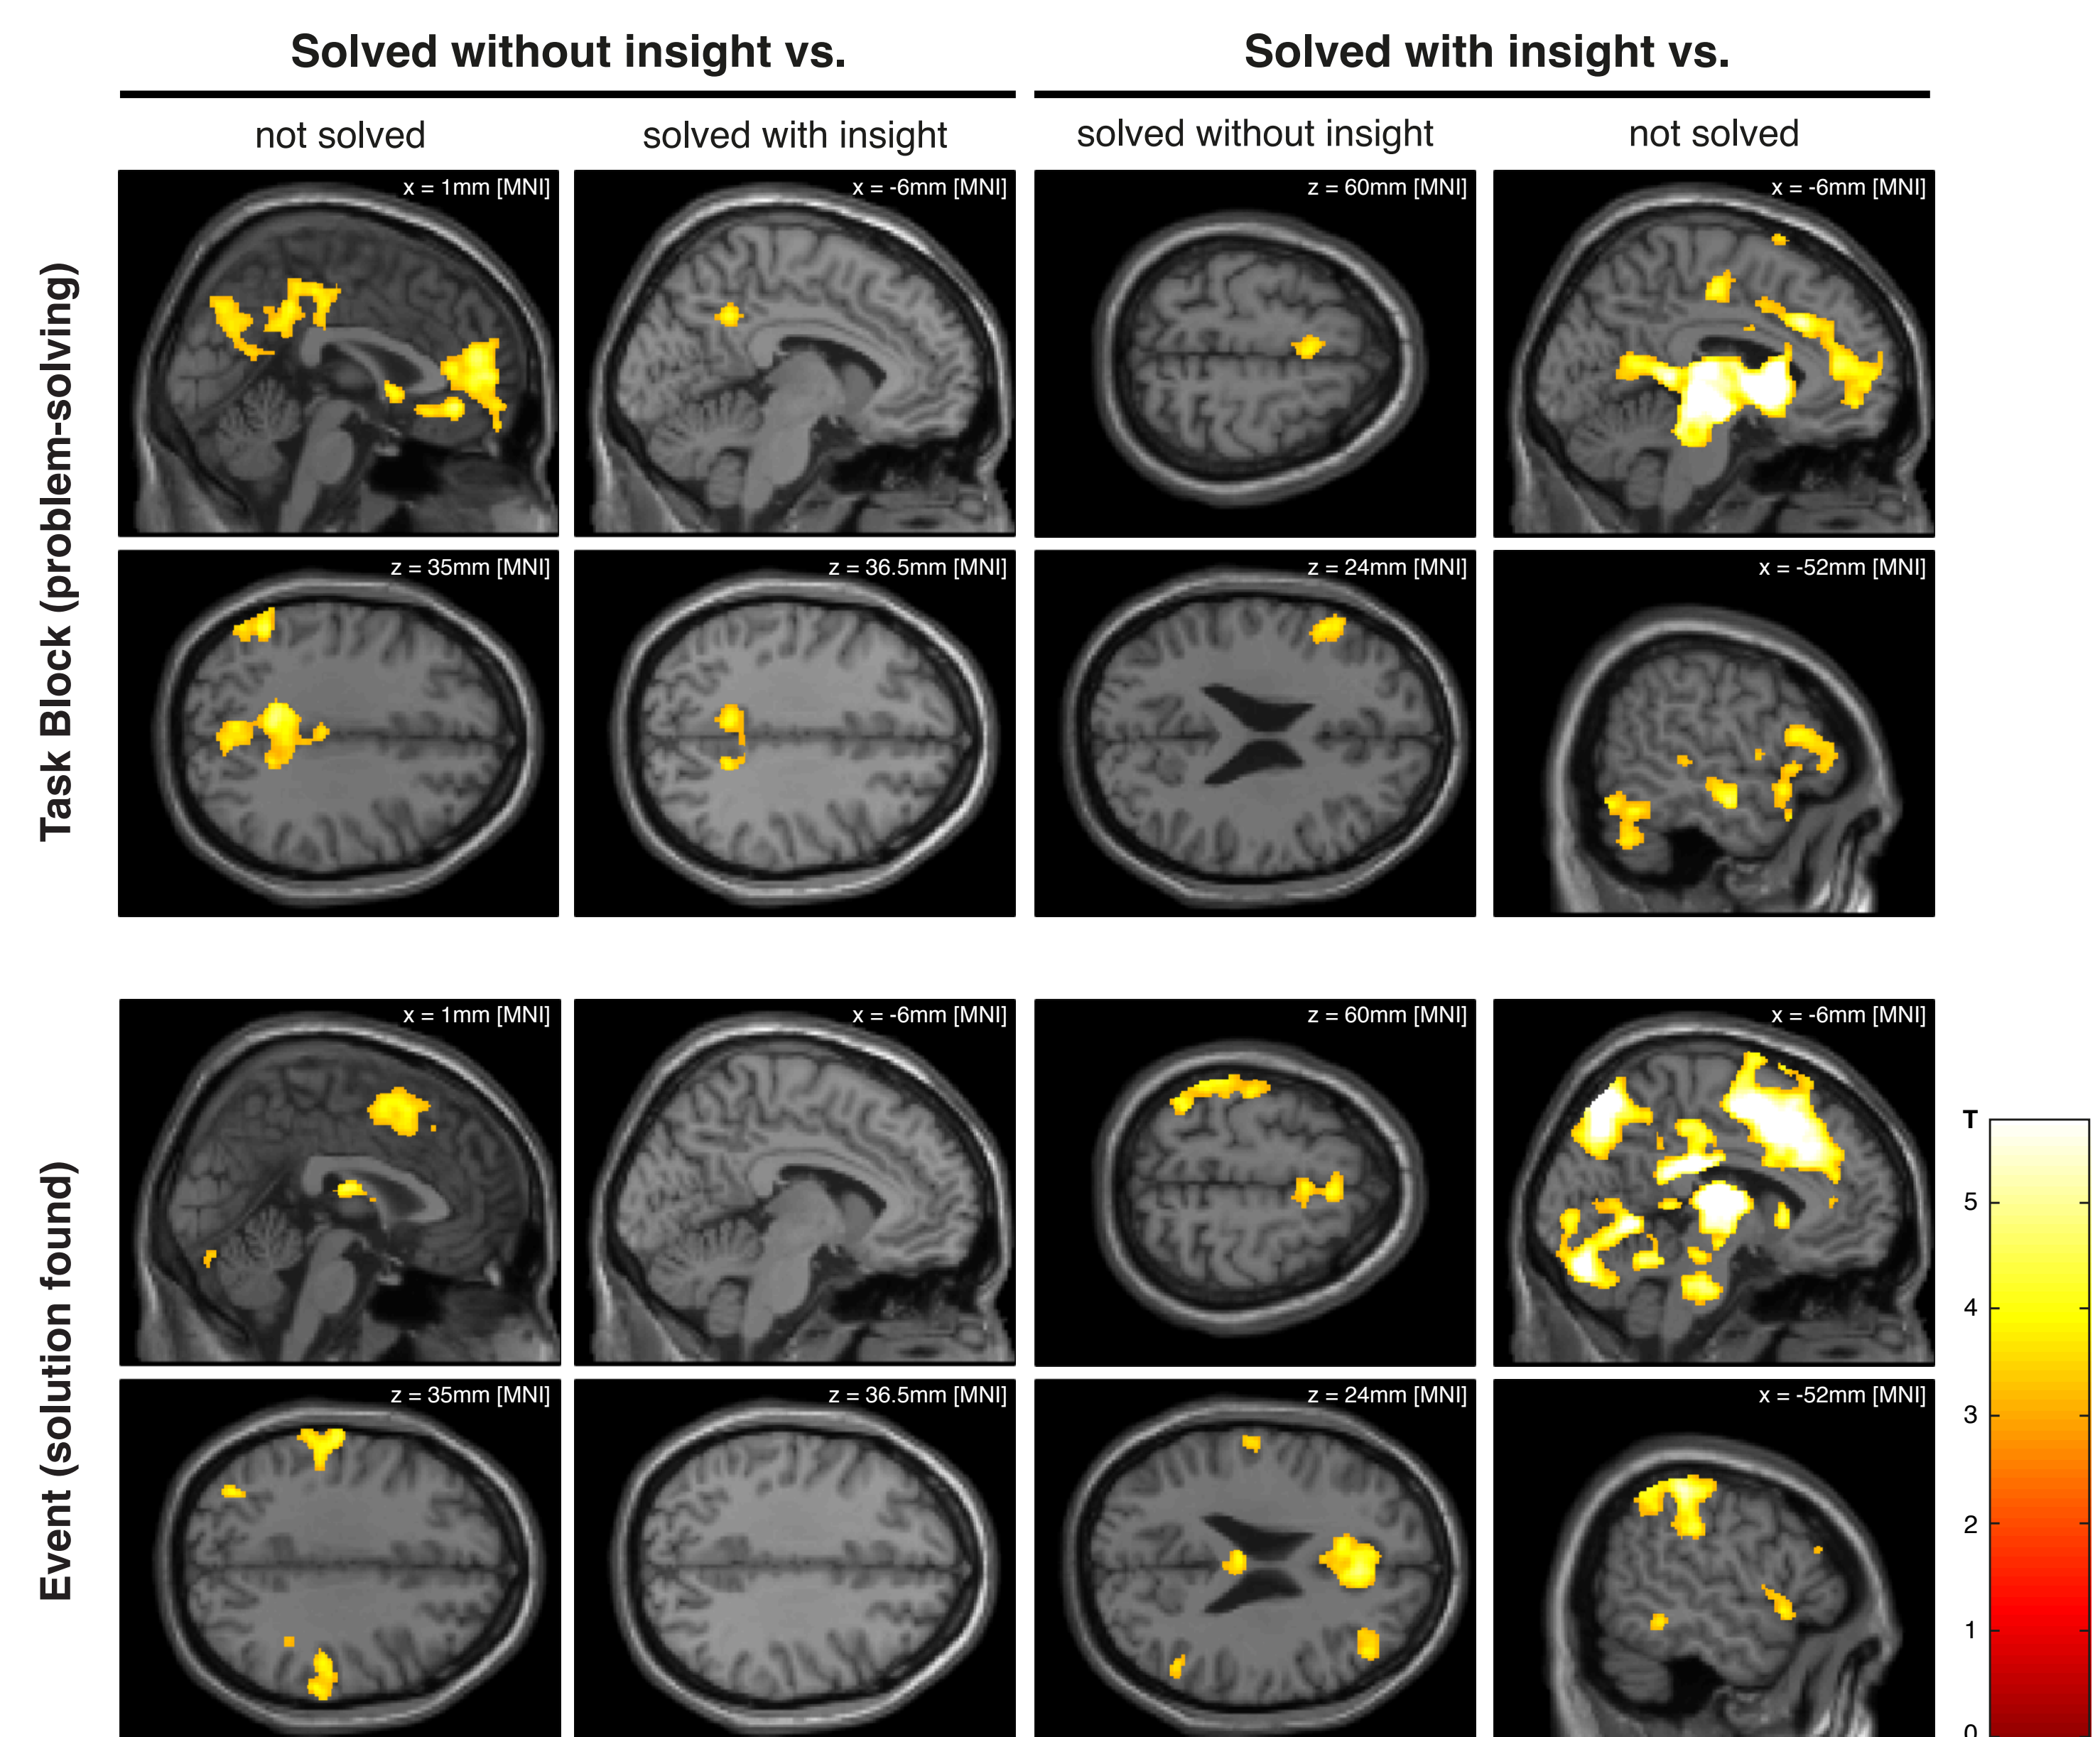 Solved without insight vs. Solved with insight vs.
not solved solved with insight solved without insight not solved
Task Block (problem-solving)
x = 1mm [MNI] x = -6mm [MNI] z = 60mm [MNI] x = -6mm [MNI]
z = 35mm [MNI] z = 36.5mm [MNI] z = 24mm [MNI] x = -52mm [MNI]
Event (solution found)
x = 1mm [MNI] x = -6mm [MNI] z = 60mm [MNI] x = -6mm [MNI]
z = 35mm [MNI] z = 36.5mm [MNI] z = 24mm [MNI] x = -52mm [MNI]
T
5
4
3
2
1
0